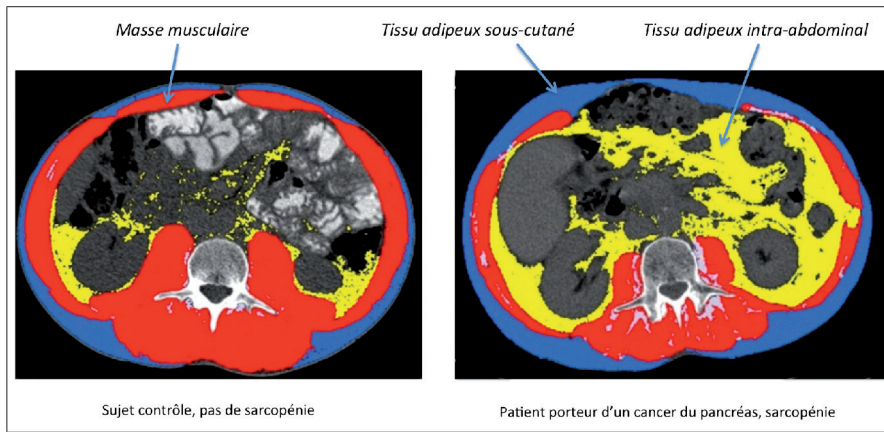 Masse musculaire
Tissu adipeux sous-cutané
Tissu adipeux intra-abdominal
Sujet contrôle, pas de sarcopénie
Patient porteur d'un cancer du pancréas, sarcopénie